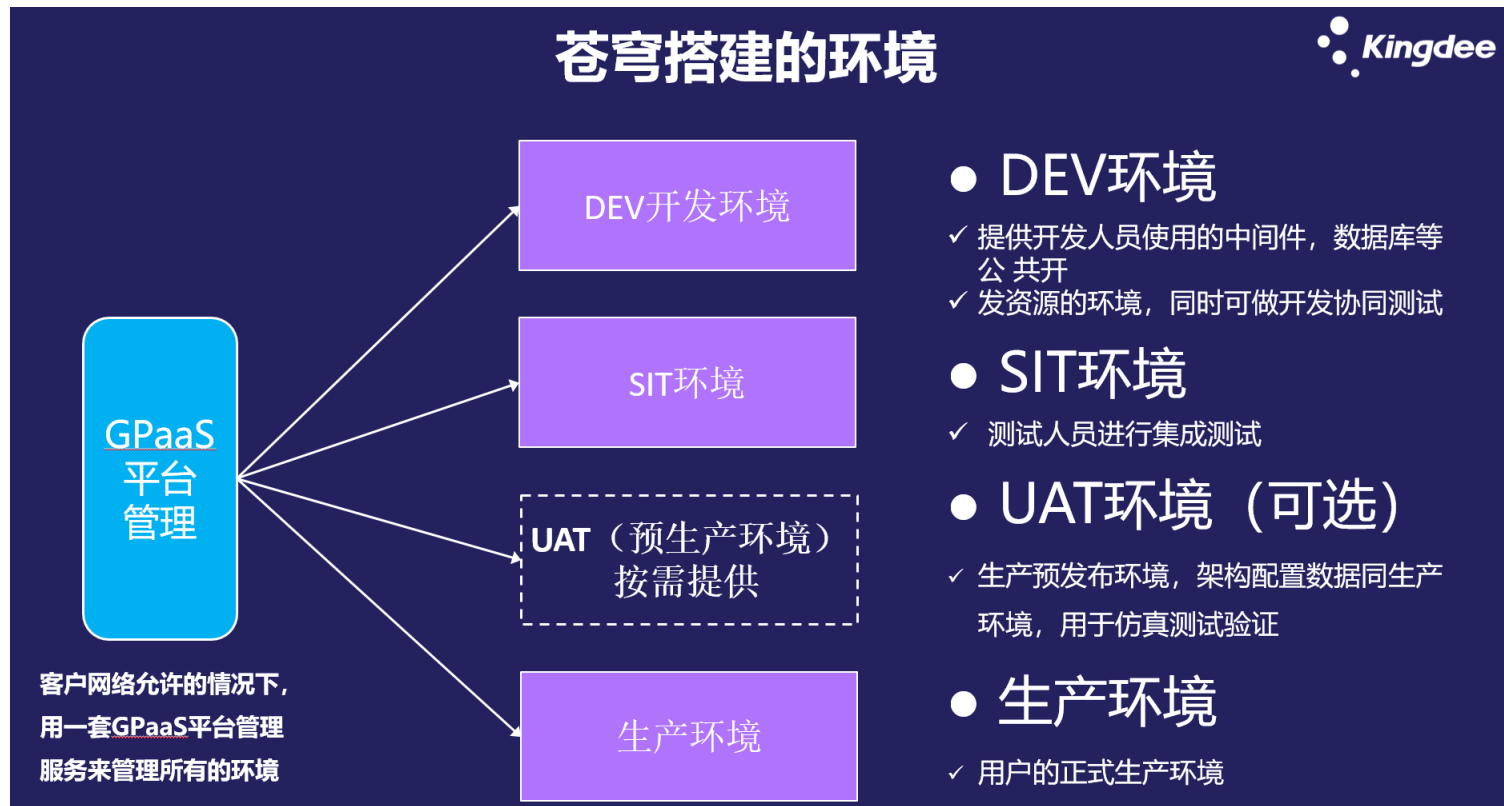 苍穹搭建的环境
Kingdee
GPaaS
平台
管理
客户网络允许的情况下，
用一套GPaaS平台管理
服务来管理所有的环境
DEV开发环境
SIT环境
UAT（预生产环境）
按需提供
生产环境
● DEV环境
✓ 提供开发人员使用的中间件，数据库等
公 共开
✓ 发资源的环境，同时可做开发协同测试
● SIT环境
✓ 测试人员进行集成测试
● UAT环境（可选）
✓ 生产预发布环境，架构配置数据同生产
环境，用于仿真测试验证
● 生产环境
✓ 用户的正式生产环境